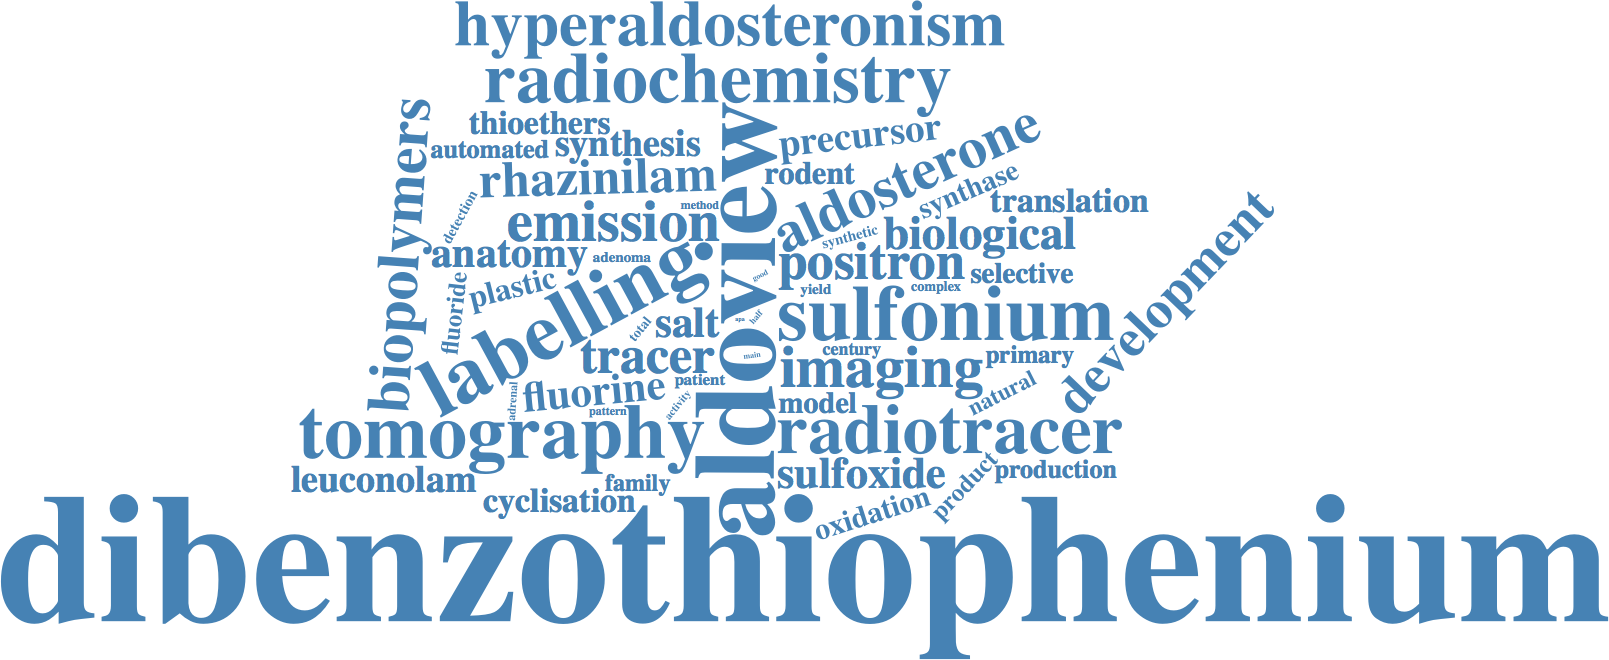 hyperaldosteronism
radiochemistry
thioethers
automated
synthesis
precursor
aldosterone
biopolymers
rhazinilam
rodent
synthase
translation
detection
method
emission
synthetic
biological
anatomy
adenoma
positron
selective
development
plastic
labelling
good
yield
complex
fluoride
total
salt
apa
half
sulfonium
aldoview
tracer
main
century
primary
imaging
fluorine
patient
natural
adrenal
pattern
activity
model
tomography
radiotracer
leuconolam
family
sulfoxide
product
production
cyclisation
oxidation
dibenzothiophenium